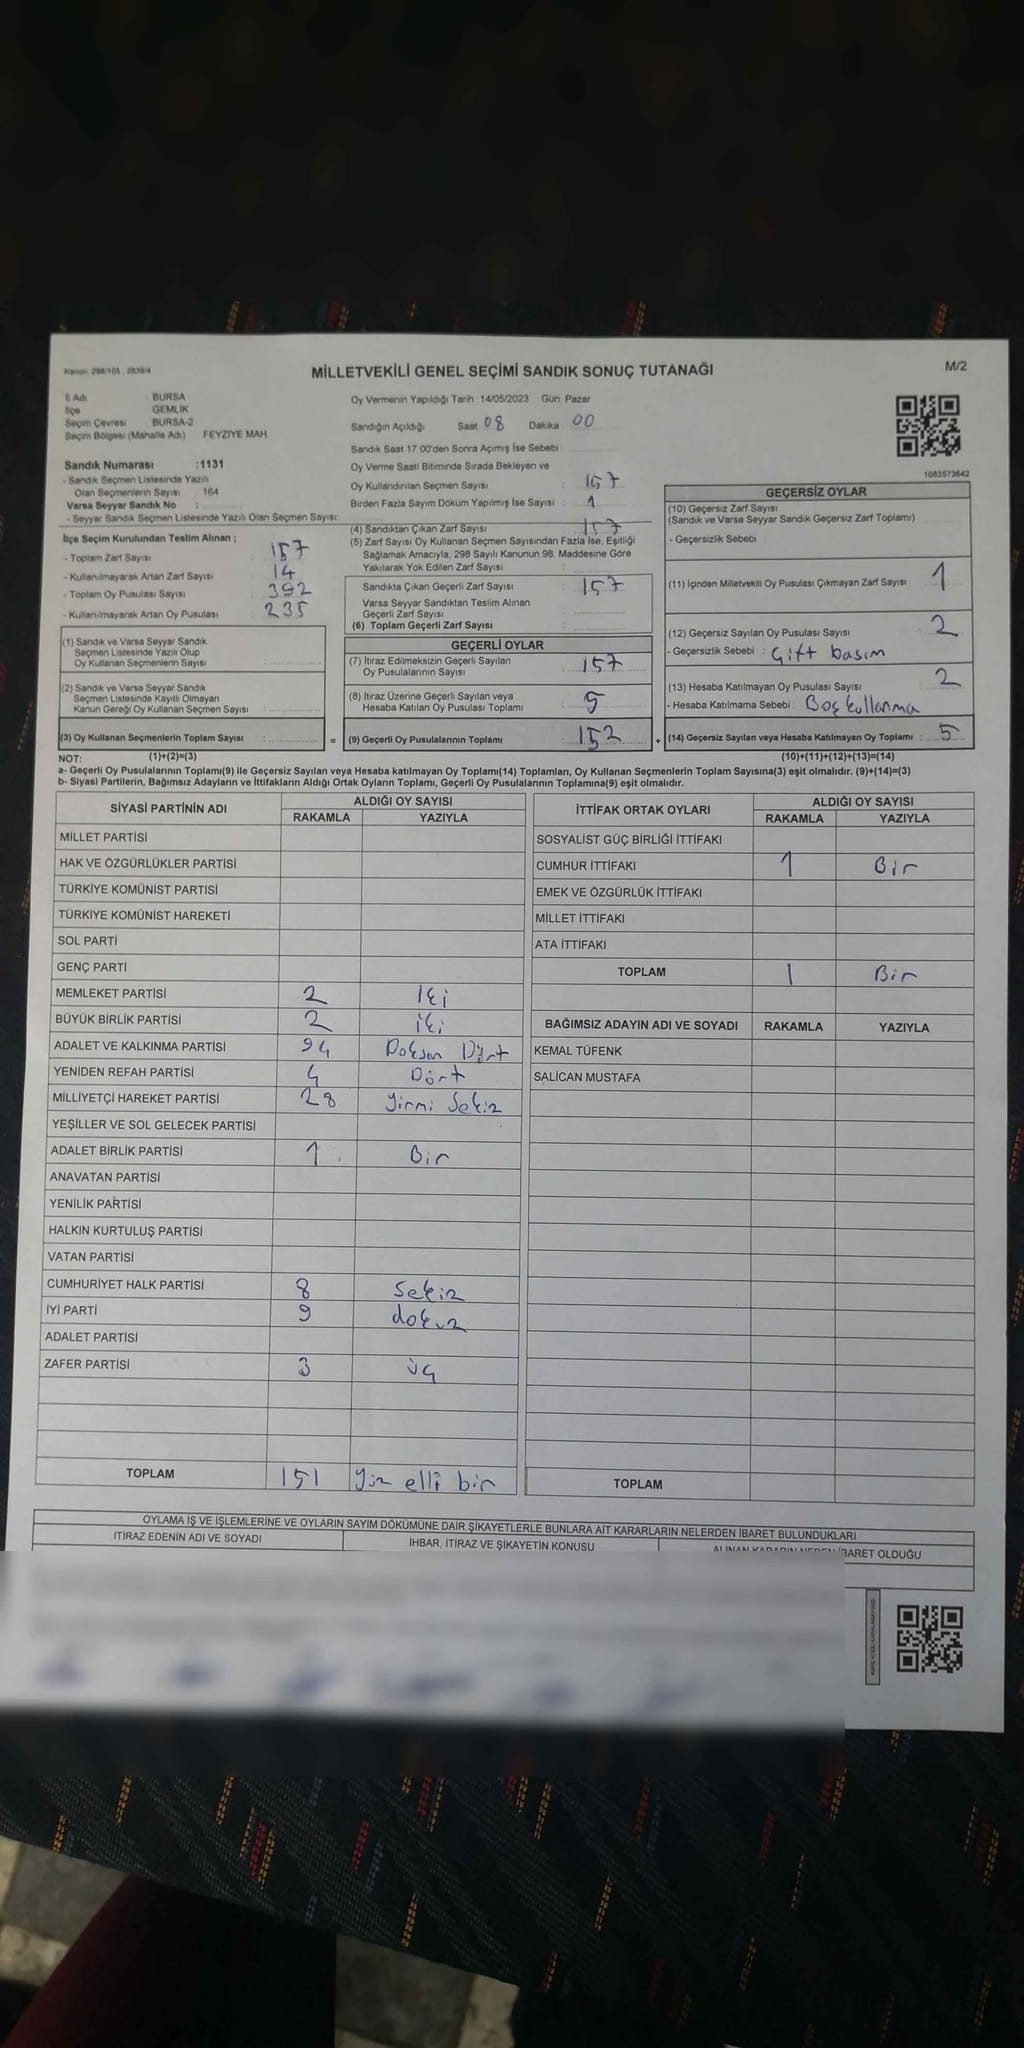 Kanun. 298/105 , 2839/4
MİLLETVEKİLİ GENEL SEÇİMİ SANDIK SONUÇ TUTANAĞI
M/2
İl Adı : BURSA
İlçe GEMLİK
Seçim Çevresi BURSA-2
Seçim Bölgesi (Mahalle Adı) FEYZİYE MAH
Sandık Numarası :1131
- Sandık Seçmen Listesinde Yazılı
Olan Seçmenlerin Sayısı : 164
Varsa Seyyar Sandık No :
- Seyyar Sandık Seçmen Listesinde Yazılı Olan Seçmen Sayısı:
Oy Vermenin Yapıldığı Tarih 14/05/2023 Gün Pazar
Sandığın Açıldığı Saat 08 Dakika 00
Sandık Saat 17 00'den Sonra Açımış İse Sebebi
Oy Verme Saati Bitiminde Sırada Bekleyen ve
Oy Kullandırılan Seçmen Sayısı : 157
Birden Fazla Sayım Döküm Yapılmış İse Sayısı : 1
(4) Sandıktan Çıkan Zarf Sayısı : 157
(5) Zarf Sayısı Oy Kullanan Seçmen Sayısından Fazla İse, Eşitliği
Sağlamak Amacıyla, 298 Sayılı Kanunun 98. Maddesine Göre
Yakılarak Yok Edilen Zarf Sayısı
1083573642
İlçe Seçim Kurulundan Teslim Alınan ;
- Toplam Zarf Sayısı : 157
- Kullanılmayarak Artan Zarf Sayısı : 14
- Toplam Oy Pusulası Sayısı : 392
- Kullanılmayarak Artan Oy Pusulası : 235
Sandıkta Çıkan Geçerli Zarf Sayısı : 157
Varsa Seyyar Sandıktan Teslim Alınan
Geçerli Zarf Sayısı
(6) Toplam Geçerli Zarf Sayısı
GEÇERSİZ OYLAR
(10) Geçersiz Zarf Sayısı
(Sandık ve Varsa Seyyar Sandık Geçersiz Zarf Toplamı)
- Geçersizlik Sebebi :
(11) İçinden Milletvekili Oy Pusulası Çıkmayan Zarf Sayısı : 1
(12) Geçersiz Sayılan Oy Pusulası Sayısı : 2
- Geçersizlik Sebebi : Çift basım
(13) Hesaba Katılmayan Oy Pusulası Sayısı : 2
- Hesaba Katılmama Sebebi : Boş kullanma
(14) Geçersiz Sayılan veya Hesaba Katılmayan Oy Toplamı : 5
(1) Sandık ve Varsa Seyyar Sandık
Seçmen Listesinde Yazılı Olup
Oy Kullanan Seçmenlerin Sayısı :
(2) Sandık ve Varsa Seyyar Sandık
Seçmen Listesinde Kayıtlı Olmayan
Kanun Gereği Oy Kullanan Seçmen Sayısı :
(3) Oy Kullanan Seçmenlerin Toplam Sayısı :
GEÇERLİ OYLAR
(7) İtiraz Edilmeksizin Geçerli Sayılan
Oy Pusulalarının Sayısı : 157
(8) İtiraz Üzerine Geçerli Sayılan veya
Hesaba Katılan Oy Pusulası Toplamı : 5
= (9) Geçerli Oy Pusulalarının Toplamı : 152 +
NOT: (1)+(2)=(3)
(10)+(11)+(12)+(13)=(14)
a- Geçerli Oy Pusulalarının Toplamı(9) ile Geçersiz Sayılan veya Hesaba katılmayan Oy Toplamı(14) Toplamları, Oy Kullanan Seçmenlerin Toplam Sayısına(3) eşit olmalıdır. (9)+(14)=(3)
b- Siyasi Partilerin, Bağımsız Adayların ve İttifakların Aldığı Ortak Oyların Toplamı, Geçerli Oy Pusulalarının Toplamına(9) eşit olmalıdır.
SİYASİ PARTİNİN ADI ALDIĞI OY SAYISI
RAKAMLA YAZIYLA
MİLLET PARTİSİ
HAK VE ÖZGÜRLÜKLER PARTİSİ
TÜRKİYE KOMÜNİST PARTİSİ
TÜRKİYE KOMÜNİST HAREKETİ
SOL PARTİ
GENÇ PARTİ
MEMLEKET PARTİSİ 2 İki
BÜYÜK BİRLİK PARTİSİ 2 iki
ADALET VE KALKINMA PARTİSİ 94 Doksan Dört
YENİDEN REFAH PARTİSİ 4 Dört
MİLLİYETÇİ HAREKET PARTİSİ 28 yirmi Sekiz
YEŞİLLER VE SOL GELECEK PARTİSİ
ADALET BİRLİK PARTİSİ 1 Bir
ANAVATAN PARTİSİ
YENİLİK PARTİSİ
HALKIN KURTULUŞ PARTİSİ
VATAN PARTİSİ
CUMHURİYET HALK PARTİSİ 8 Sekiz
İYİ PARTİ 9 dokuz
ADALET PARTİSİ
ZAFER PARTİSİ 3 üç
TOPLAM 151 yüz elli bir
İTTİFAK ORTAK OYLARI ALDIĞI OY SAYISI
RAKAMLA YAZIYLA
SOSYALİST GÜÇ BİRLİĞİ İTTİFAKI
CUMHUR İTTİFAKI 1 Bir
EMEK VE ÖZGÜRLÜK İTTİFAKI
MİLLET İTTİFAKI
ATA İTTİFAKI
TOPLAM 1 Bir
BAĞIMSIZ ADAYIN ADI VE SOYADI RAKAMLA YAZIYLA
KEMAL TÜFENK
SALİCAN MUSTAFA
TOPLAM
OYLAMA İŞ VE İŞLEMLERİNE VE OYLARIN SAYIM DÖKÜMÜNE DAİR ŞİKAYETLERLE BUNLARA AİT KARARLARIN NELERDEN İBARET BULUNDUKLARI
İTİRAZ EDENİN ADI VE SOYADI İHBAR, İTİRAZ VE ŞİKAYETİN KONUSU ALINAN KARARIN NEDEN İBARET OLDUĞU